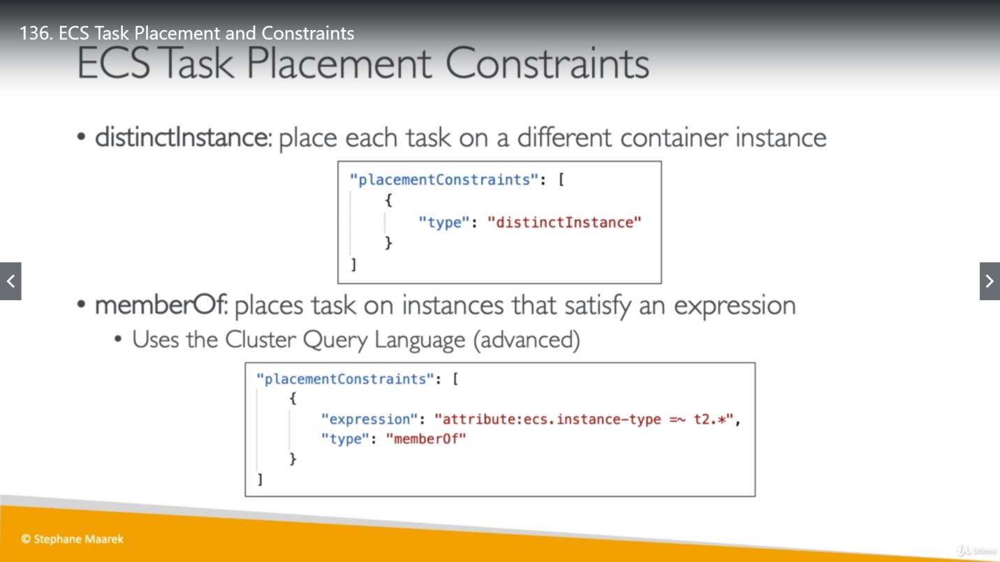 136. ECS Task Placement and Constraints
ECS Task Placement Constraints
• distinctInstance: place each task on a different container instance
"placementConstraints": [
{
"type": "distinctInstance"
}
]
• memberOf: places task on instances that satisfy an expression
• Uses the Cluster Query Language (advanced)
"placementConstraints": [
{
"expression": "attribute:ecs.instance-type =~ t2.*",
"type": "memberOf"
}
]
© Stephane Maarek
Udemy